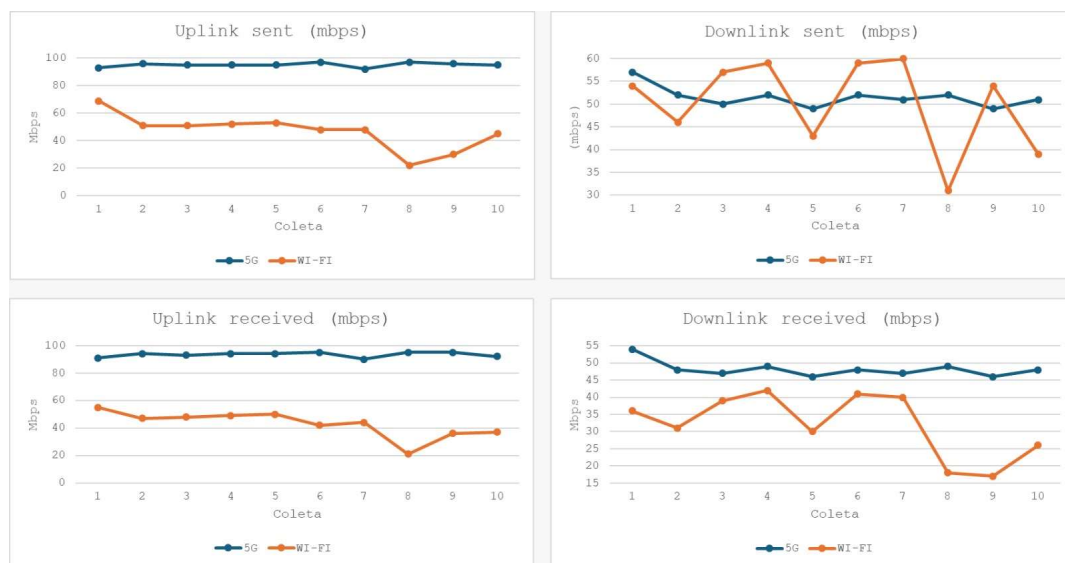 Uplink sent (mbps)
100
80
60
40
20
0
Mbps
1 2 3 4 5 6 7 8 9 10
Coleta
5G WI-FI
Downlink sent (mbps)
60
55
50
45
40
35
30
(mbps)
1 2 3 4 5 6 7 8 9 10
Coleta
5G WI-FI
Uplink received (mbps)
100
80
60
40
20
0
Mbps
1 2 3 4 5 6 7 8 9 10
Coleta
5G WI-FI
Downlink received (mbps)
55
50
45
40
35
30
25
20
15
Mbps
1 2 3 4 5 6 7 8 9 10
Coleta
5G WI-FI